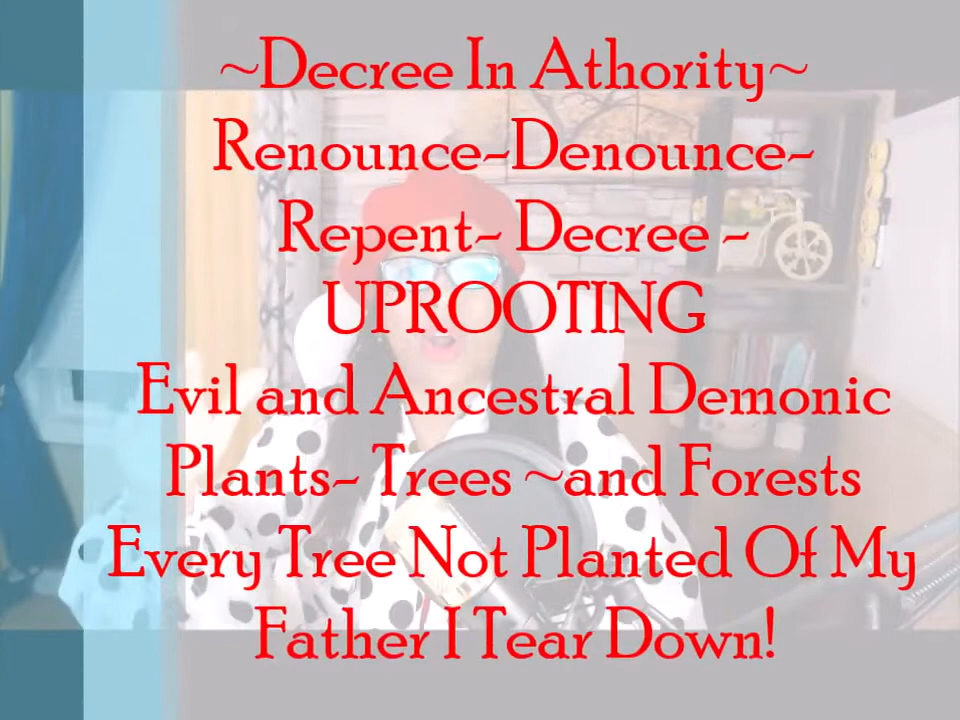 ~Decree In Athority~
Renounce-Denounce-
Repent- Decree -
UPROOTING
Evil and Ancestral Demonic
Plants- Trees ~and Forests
Every Tree Not Planted Of My
Father I Tear Down!